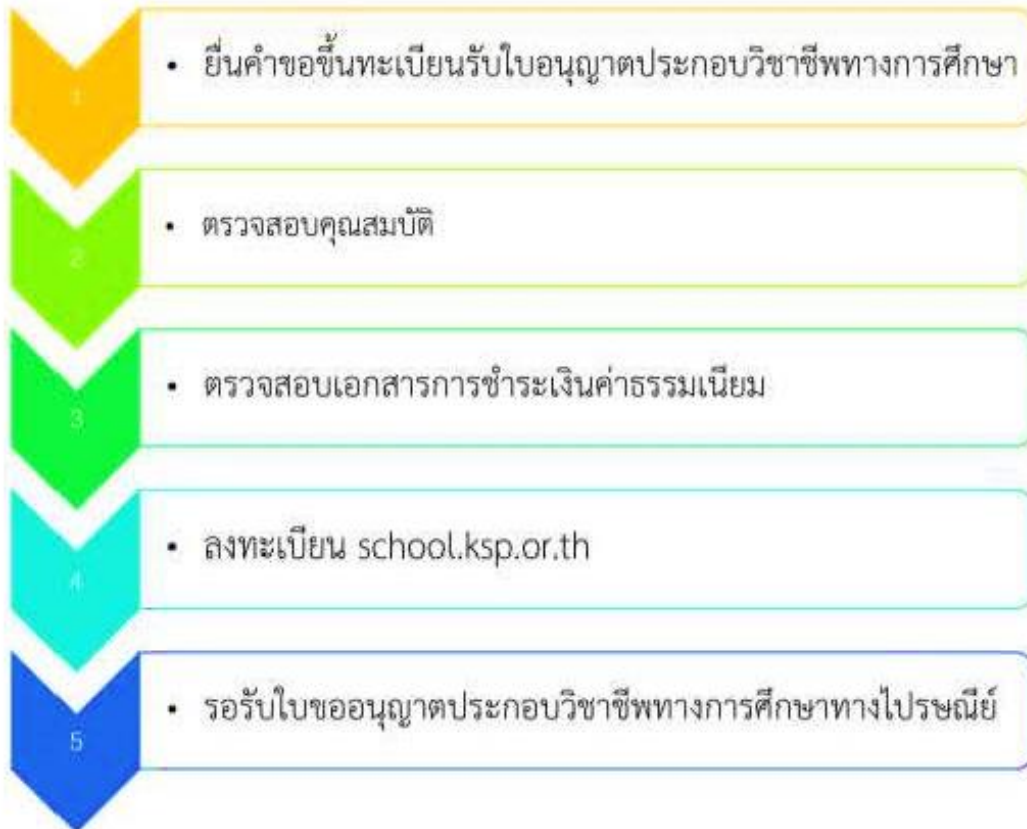 1
• ยื่นคำขอขึ้นทะเบียนรับใบอนุญาตประกอบวิชาชีพทางการศึกษา
2
• ตรวจสอบคุณสมบัติ
3
• ตรวจสอบเอกสารการชำระเงินค่าธรรมเนียม
4
• ลงทะเบียน school.ksp.or.th
5
• รอรับใบขออนุญาตประกอบวิชาชีพทางการศึกษาทางไปรษณีย์